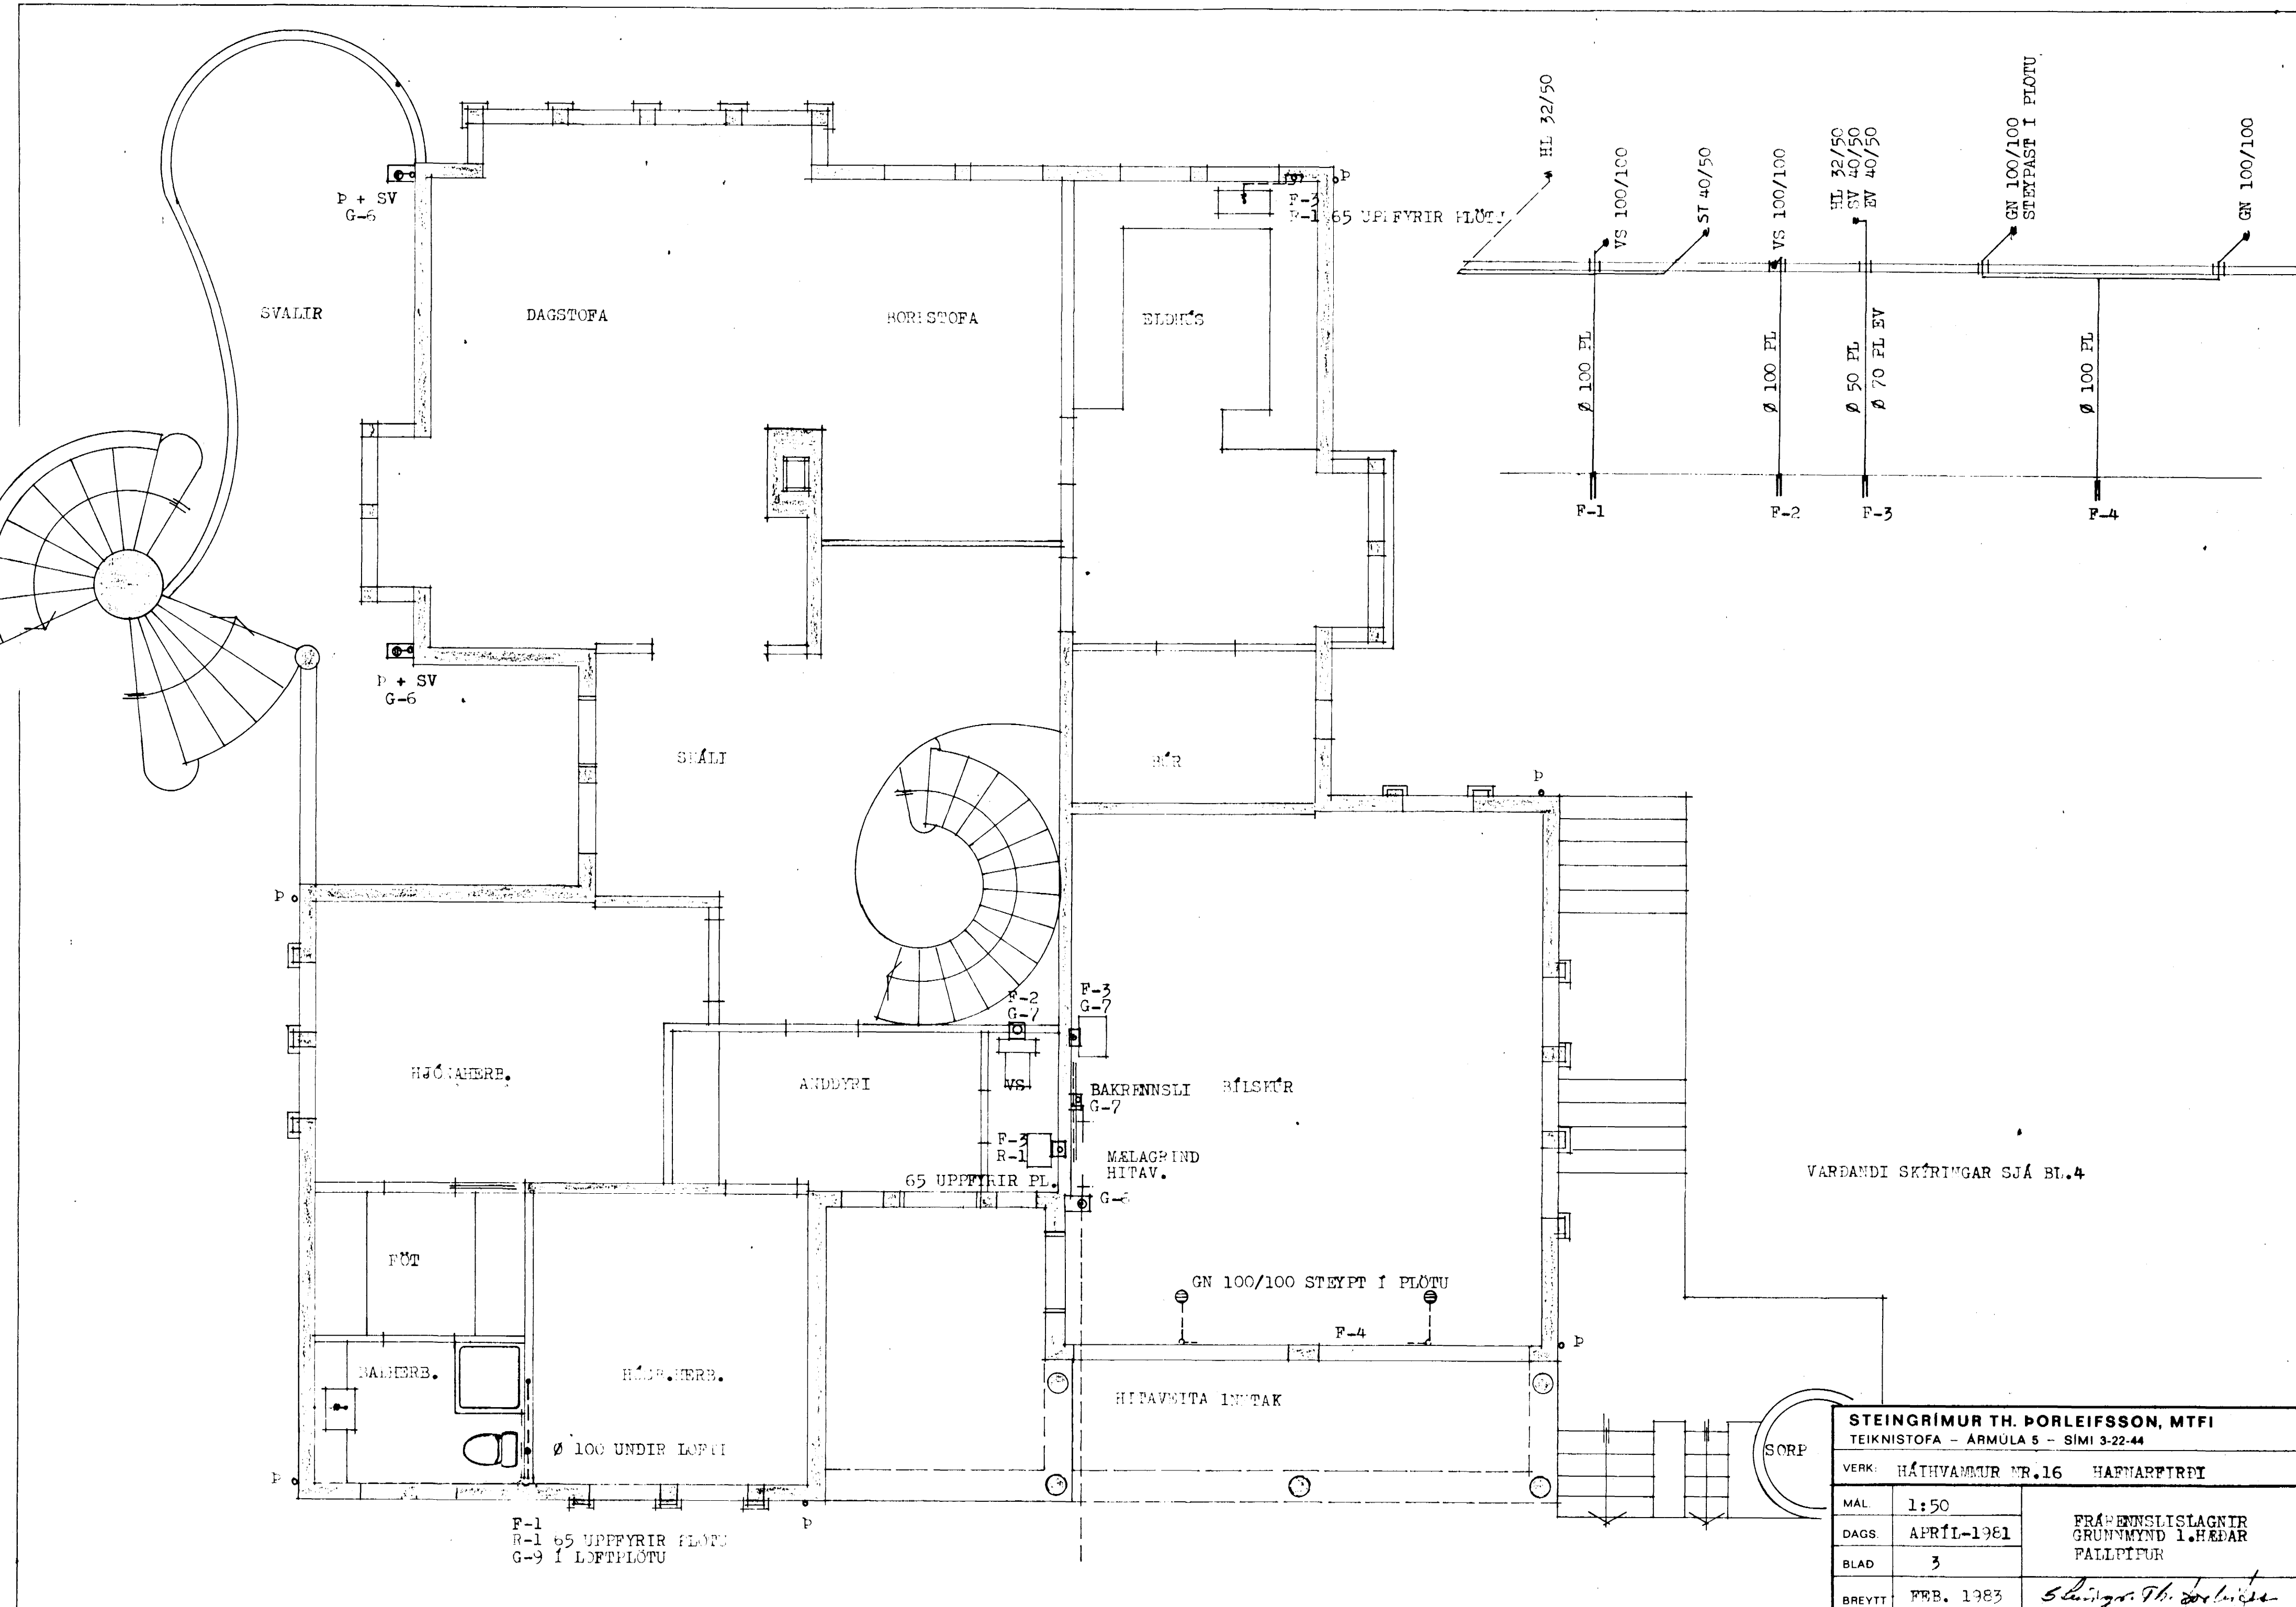 HL 32/50
VS 100/100
ST 40/50
VS 100/100
HL 32/50
SV 40/50
EV 40/50
GN 100/100
STEYPAST Í PLÖTU
GN 100/100
Ø 100 PL
Ø 100 PL
Ø 50 PL
Ø 70 PL EV
Ø 100 PL
F-1
F-2
F-3
F-4
Þ + SV
G-6
Þ
F-3
R-1 65 UPPFYRIR PLÖTU
SVALIR
DAGSTOFA
BORÐSTOFA
ELDHÚS
Þ + SV
G-6
SKÁLI
BÚR
Þ
Þ
F-2
G-7
F-3
G-7
HJÓNAHERB.
ANDDYRI
VS
BAKRENNSLI
G-7
BÍLSKÚR
F-3
R-1
65 UPPFYRIR PL.
MÆLAGRIND
HITAV.
G-6
VARÐANDI SKÝRINGAR SJÁ BL.4
FÖT
GN 100/100 STEYPT Í PLÖTU
F-4
Þ
BAÐHERB.
HITAVEITA INNTAK
Ø 100 UNDIR LOFTI
SORP
Þ
Þ
F-1
R-1 65 UPPFYRIR PLÖTU
G-9 Í LOFTPLÖTU
STEINGRÍMUR TH. ÞORLEIFSSON, MTFI
TEIKNISTOFA - ÁRMÚLA 5 - SÍMI 3-22-44
VERK: HÁIHVAMMUR NR.16 HAFNARFIRÐI
MÁL. 1:50
DAGS. APRÍL-1981
BLAÐ 3
BREYTT FEB. 1983
FRÁRENNSLISLAGNIR
GRUNNMYND 1.HÆÐAR
FALLPÍPUR
Steingr. Th. Þorleifsson